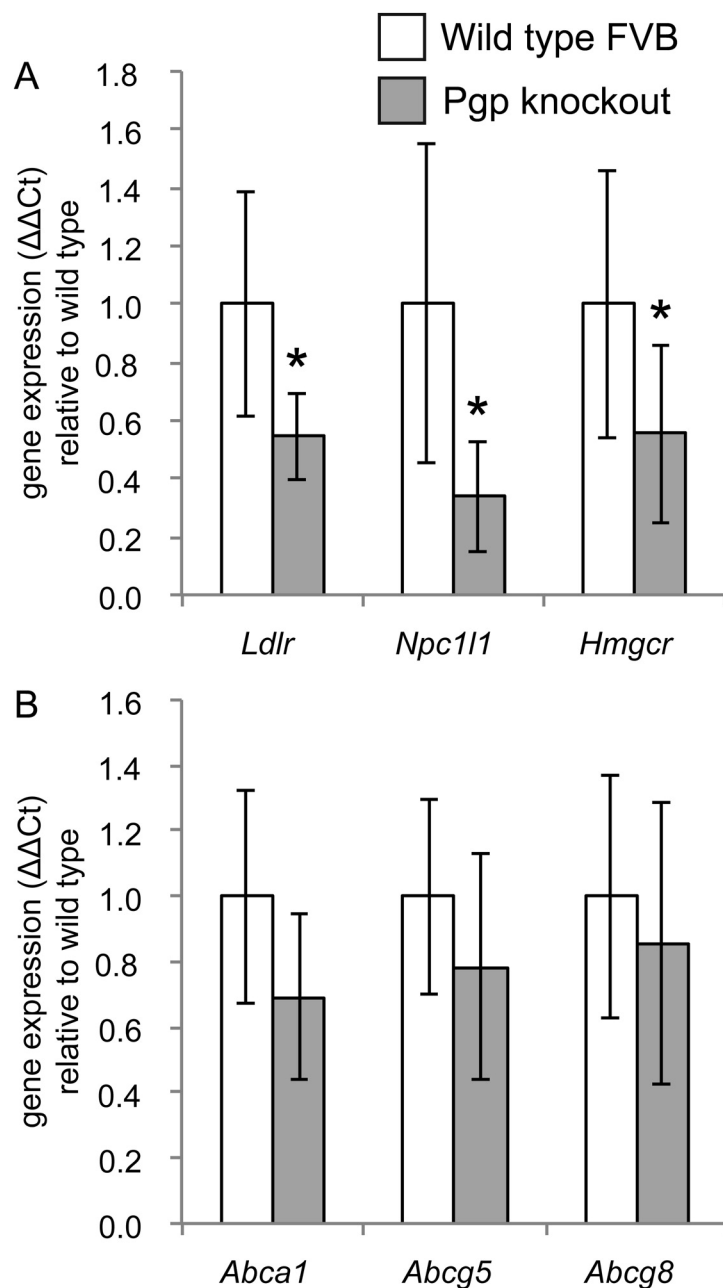 Wild type FVB
Pgp knockout
A
gene expression (ΔΔCt)
relative to wild type
1.8
1.6
1.4
1.2
1.0
0.8
0.6
0.4
0.2
0.0
*
*
*
Ldlr Npc1l1 Hmgcr
B
gene expression (ΔΔCt)
relative to wild type
1.6
1.4
1.2
1.0
0.8
0.6
0.4
0.2
0.0
Abca1 Abcg5 Abcg8